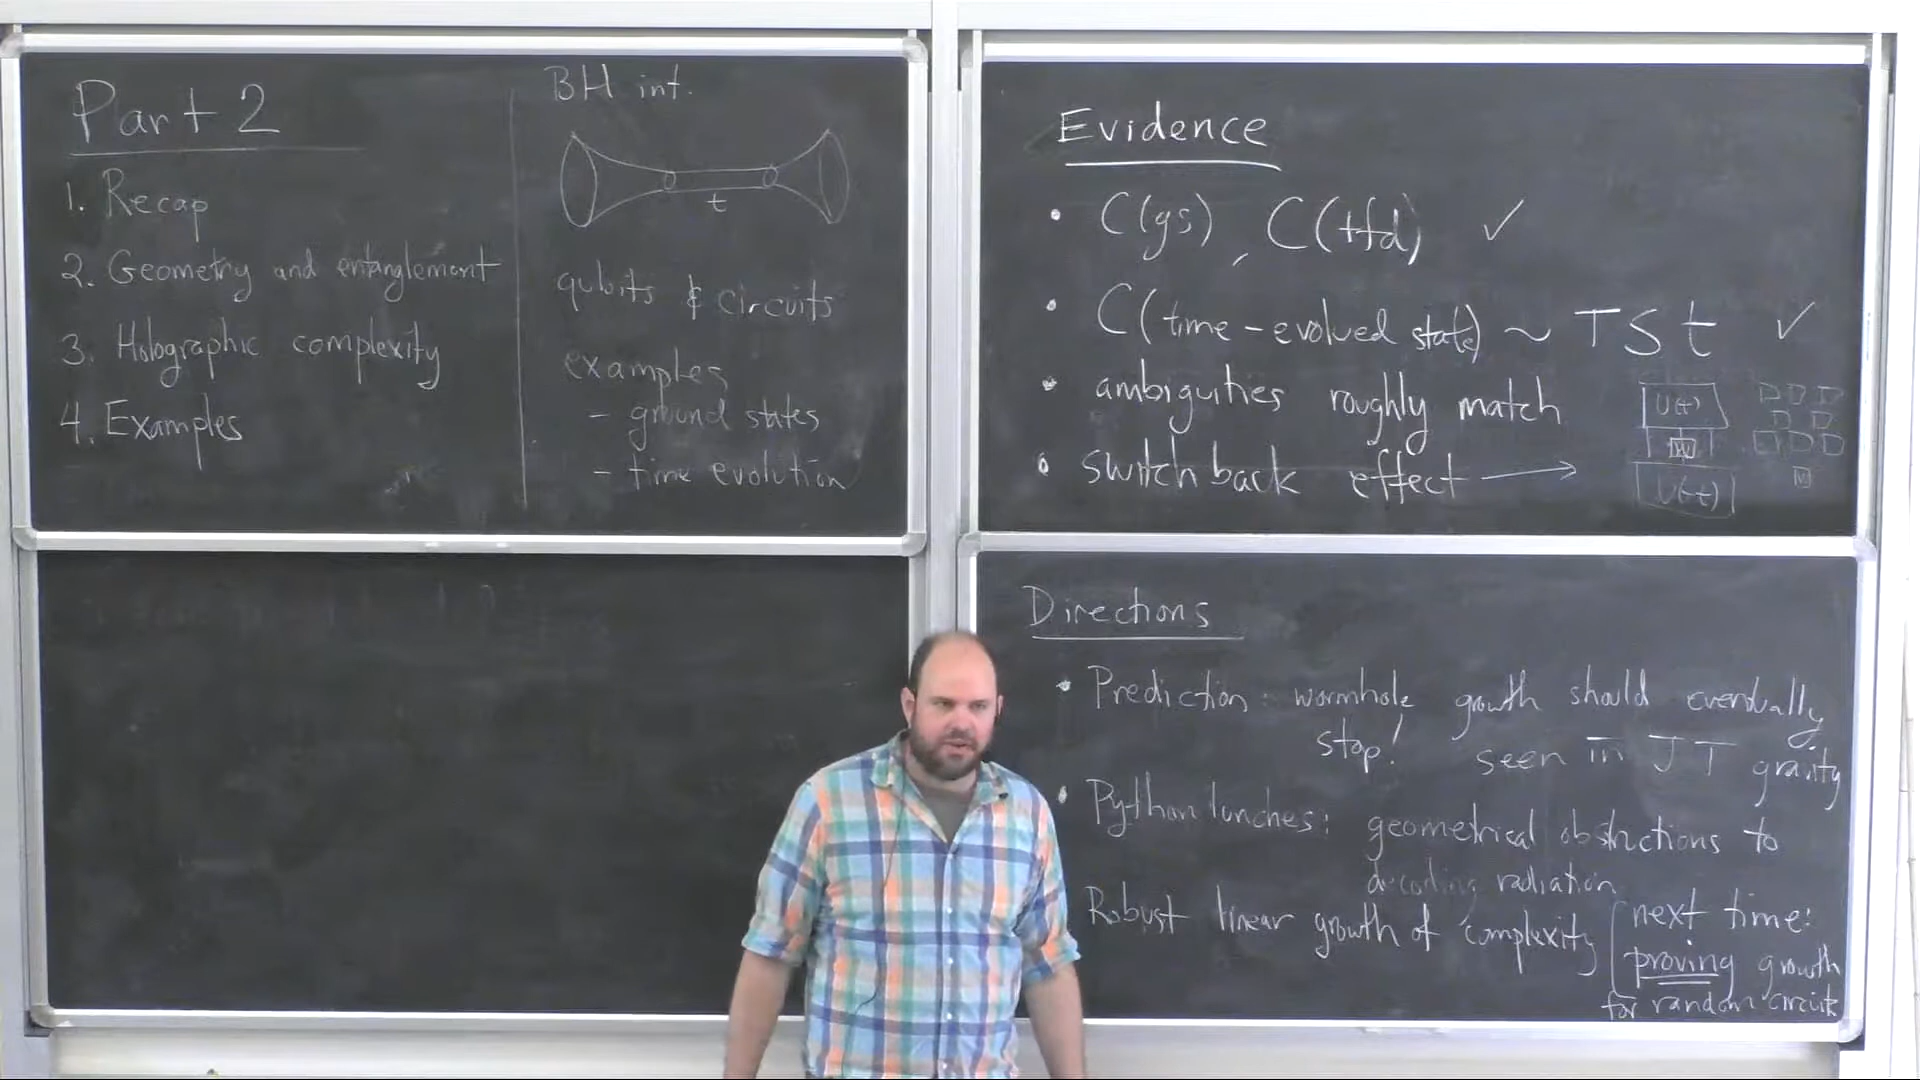 Part 2
1. Recap
2. Geometry and entanglement
3. Holographic complexity
4. Examples
BH int.
t
qubits & circuits
examples
- ground states
- time evolution
Evidence
• C(gs), C(tfd) ✓
• C(time-evolved state) ~ TSt ✓
• ambiguities roughly match
• switchback effect →
U(t)
W
U(-t)
W
Directions
• Prediction: wormhole growth should eventually
stop! seen in JT gravity
• Python lunches: geometrical obstructions to
decoding radiation
Robust linear growth of complexity
next time:
proving growth
for random circuits